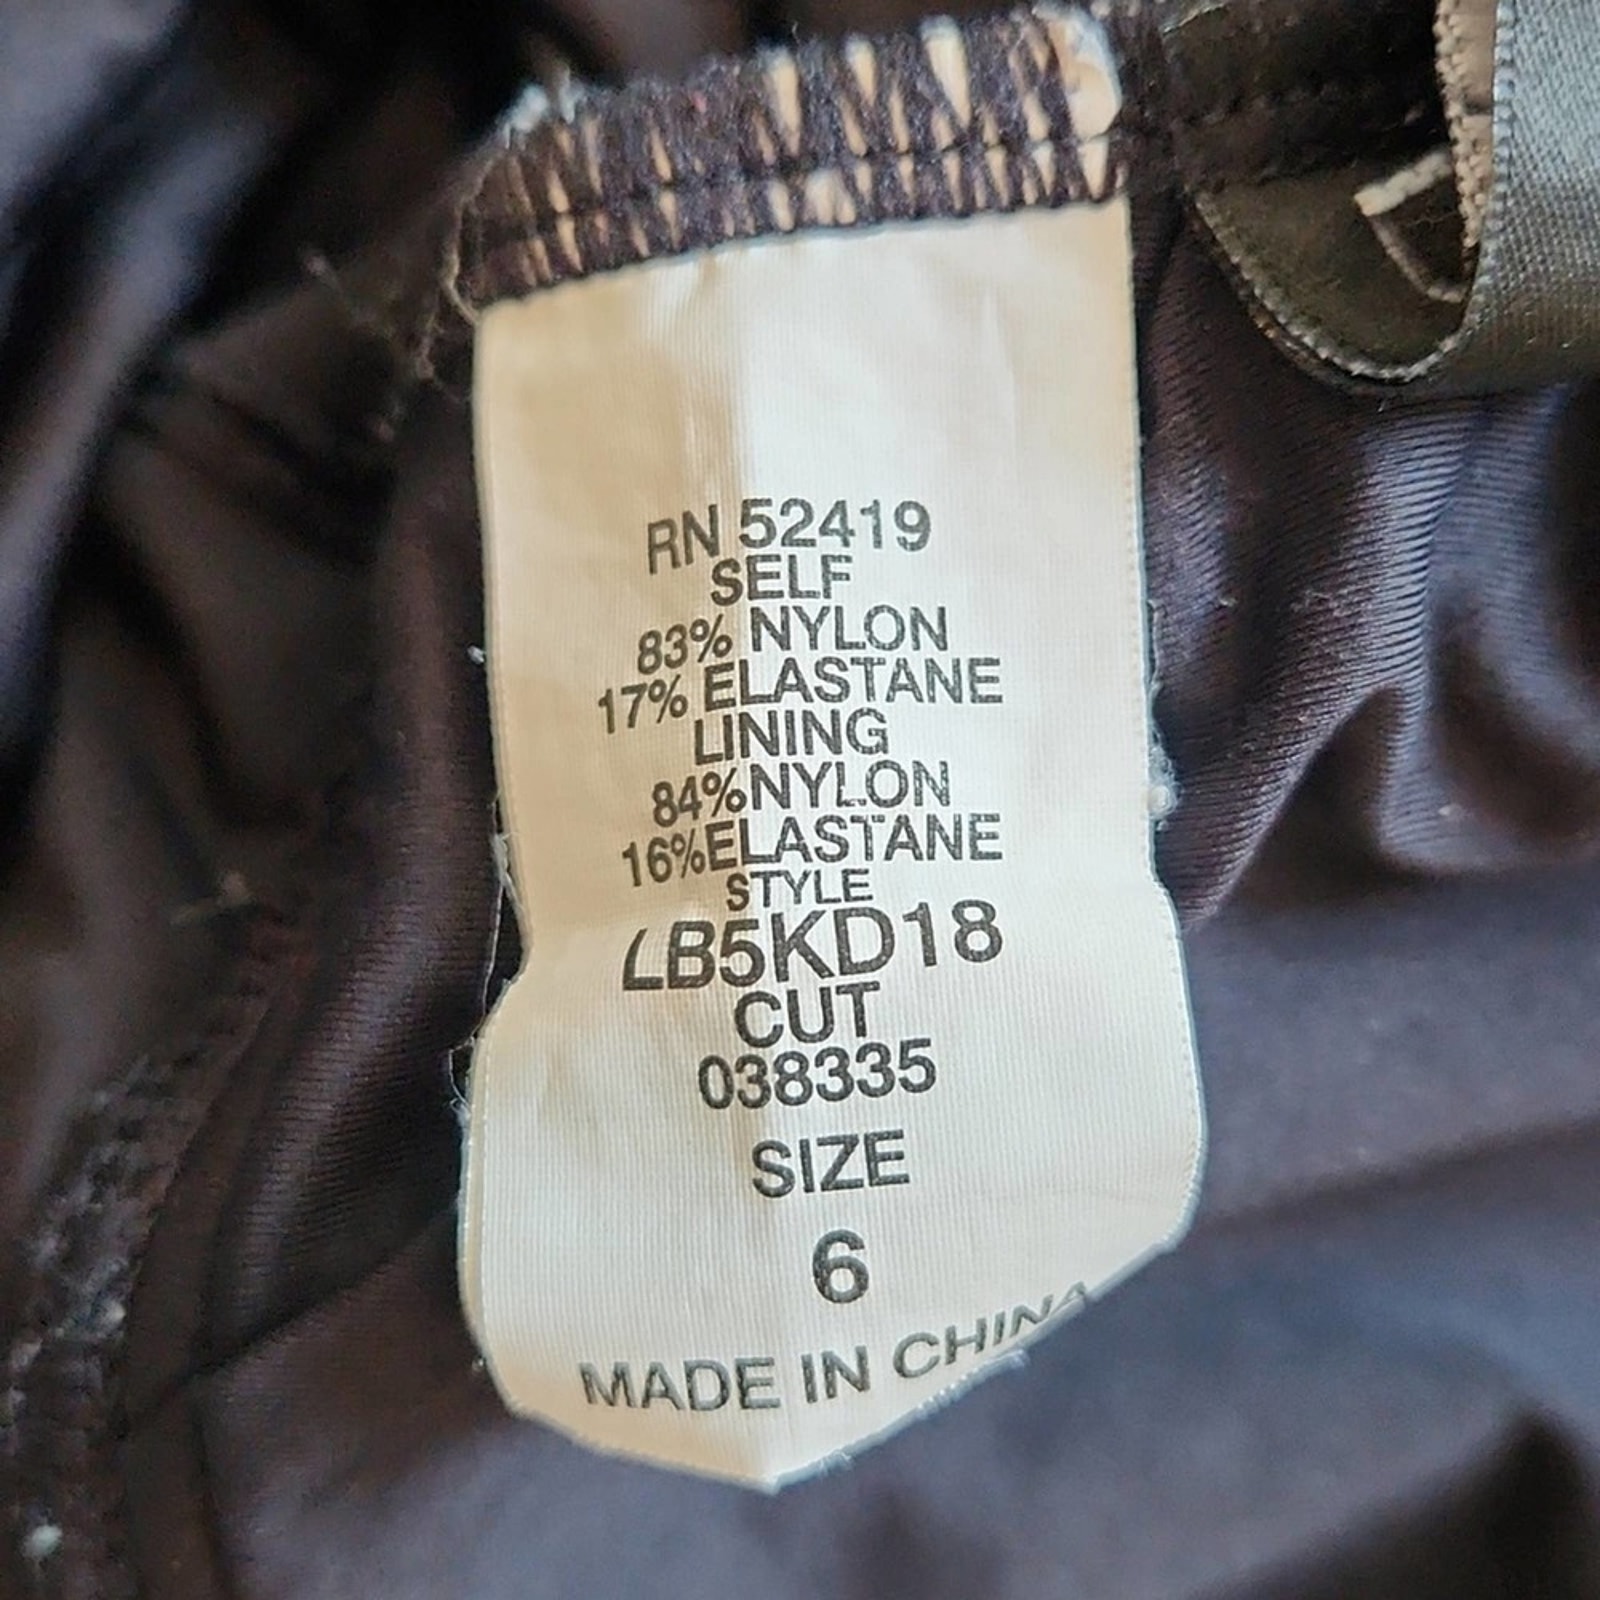 RN 52419
SELF
83% NYLON
17% ELASTANE
LINING
84%NYLON
16%ELASTANE
STYLE
LB5KD18
CUT
038335
SIZE
6
MADE IN CHINA